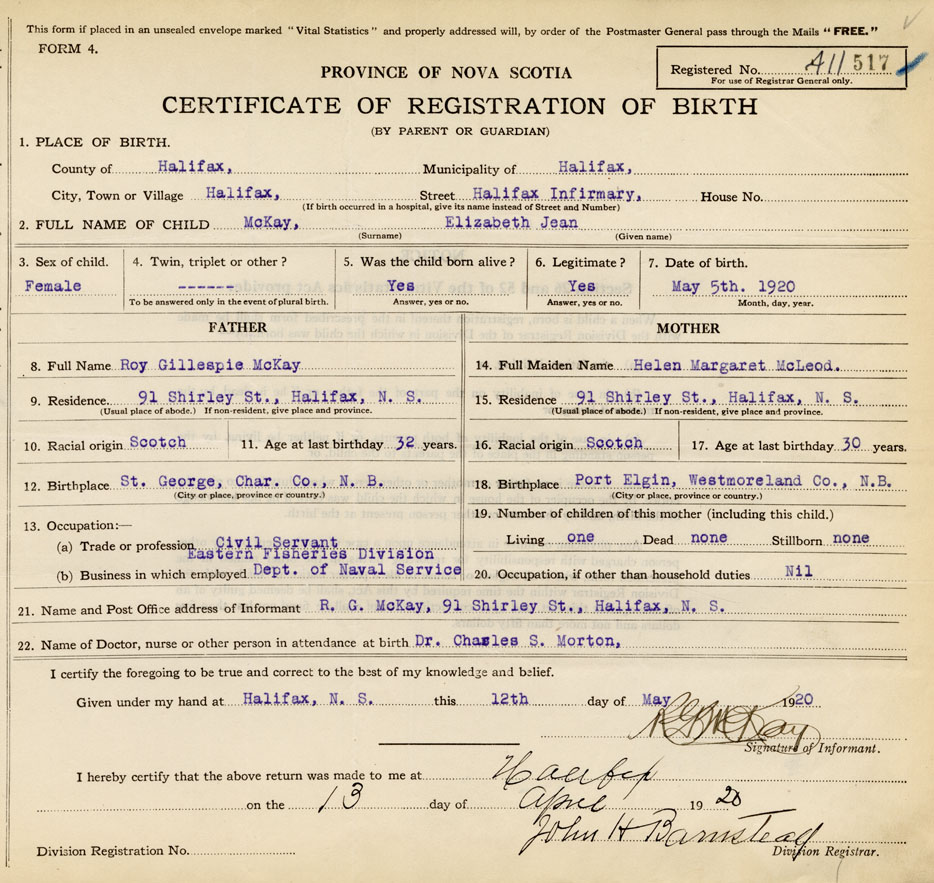 This form if placed in an unsealed envelope marked "Vital Statistics" and properly addressed will, by order of the Postmaster General pass through the Mails "FREE."
FORM 4.
Registered No. A11 517
For use of Registrar General only.
PROVINCE OF NOVA SCOTIA
CERTIFICATE OF REGISTRATION OF BIRTH
(BY PARENT OR GUARDIAN)
1. PLACE OF BIRTH.
County of Halifax, Municipality of Halifax,
City, Town or Village Halifax, Street Halifax Infirmary, House No.
(If birth occurred in a hospital, give its name instead of Street and Number)
2. FULL NAME OF CHILD McKay, Elizabeth Jean
(Surname) (Given name)
3. Sex of child. 4. Twin, triplet or other? 5. Was the child born alive? 6. Legitimate? 7. Date of birth.
Female ------ Yes Yes May 5th. 1920
To be answered only in the event of plural birth. Answer, yes or no. Answer, yes or no. Month, day, year.
FATHER MOTHER
8. Full Name Roy Gillespie McKay 14. Full Maiden Name Helen Margaret McLeod.
9. Residence. 91 Shirley St., Halifax, N. S. 15. Residence 91 Shirley St., Halifax, N. S.
(Usual place of abode.) If non-resident, give place and province. (Usual place of abode.) If non-resident, give place and province.
10. Racial origin Scotch 11. Age at last birthday 32 years. 16. Racial origin Scotch 17. Age at last birthday 30 years.
12. Birthplace St. George, Char. Co., N. B. 18. Birthplace Port Elgin, Westmoreland Co., N.B.
(City or place, province or country.) (City or place, province or country.)
13. Occupation:— 19. Number of children of this mother (including this child.)
(a) Trade or profession Civil Servant Living one Dead none Stillborn none
Eastern Fisheries Division
(b) Business in which employed Dept. of Naval Service 20. Occupation, if other than household duties Nil
21. Name and Post Office address of Informant R. G. McKay, 91 Shirley St., Halifax, N. S.
22. Name of Doctor, nurse or other person in attendance at birth Dr. Charles S. Morton,
I certify the foregoing to be true and correct to the best of my knowledge and belief.
Given under my hand at Halifax, N. S. this 12th day of May 1920
R G McKay
Signature of Informant.
I hereby certify that the above return was made to me at Halifax
on the 13 day of April 1920
John H Barnstead
Division Registration No. Division Registrar.